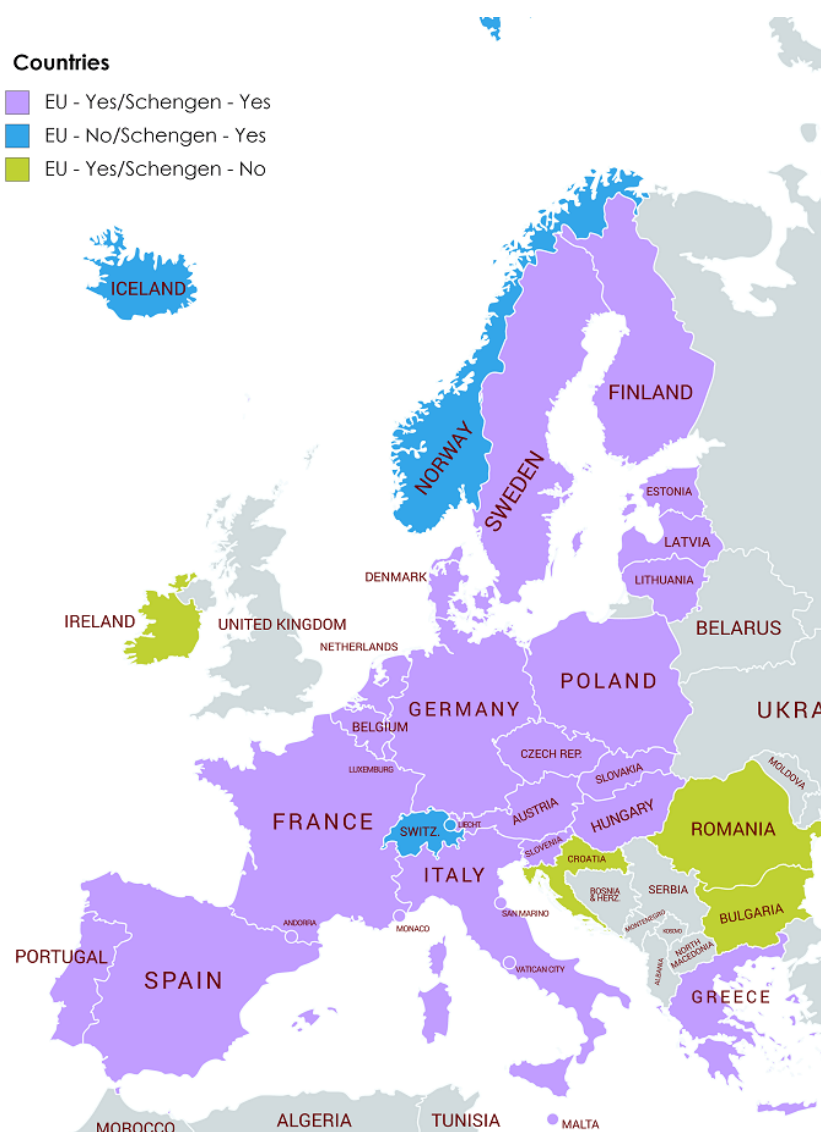 Countries
EU - Yes/Schengen - Yes
EU - No/Schengen - Yes
EU - Yes/Schengen - No
ICELAND
FINLAND
NORWAY
SWEDEN
ESTONIA
LATVIA
DENMARK
LITHUANIA
IRELAND
UNITED KINGDOM
BELARUS
NETHERLANDS
POLAND
GERMANY
UKRA
BELGIUM
CZECH REP.
LUXEMBURG
SLOVAKIA
MOLDOVA
AUSTRIA
HUNGARY
FRANCE
SWITZ.
LIECHT.
ROMANIA
SLOVENIA
CROATIA
ITALY
BOSNIA
& HERZ.
SERBIA
SAN MARINO
BULGARIA
ANDORRA
MONACO
MONTENEGRO
KOSOVO
PORTUGAL
NORTH
MACEDONIA
VATICAN CITY
ALBANIA
SPAIN
GREECE
MOROCCO
ALGERIA
TUNISIA
MALTA